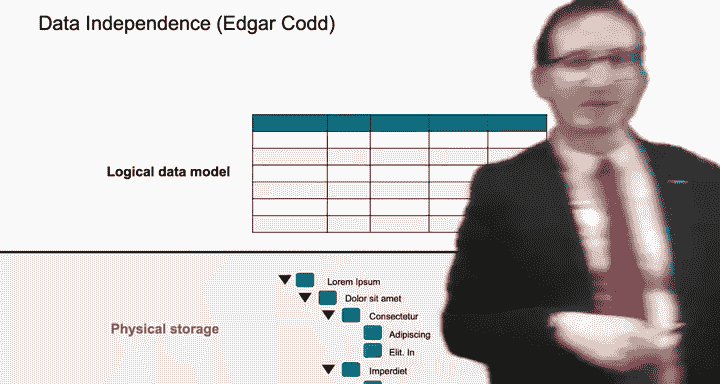 Data Independence (Edgar Codd)
Logical data model
Physical storage
Lorem Ipsum
Dolor sit amet
Consectetur
Adipiscing
Elit. In
Imperdiet